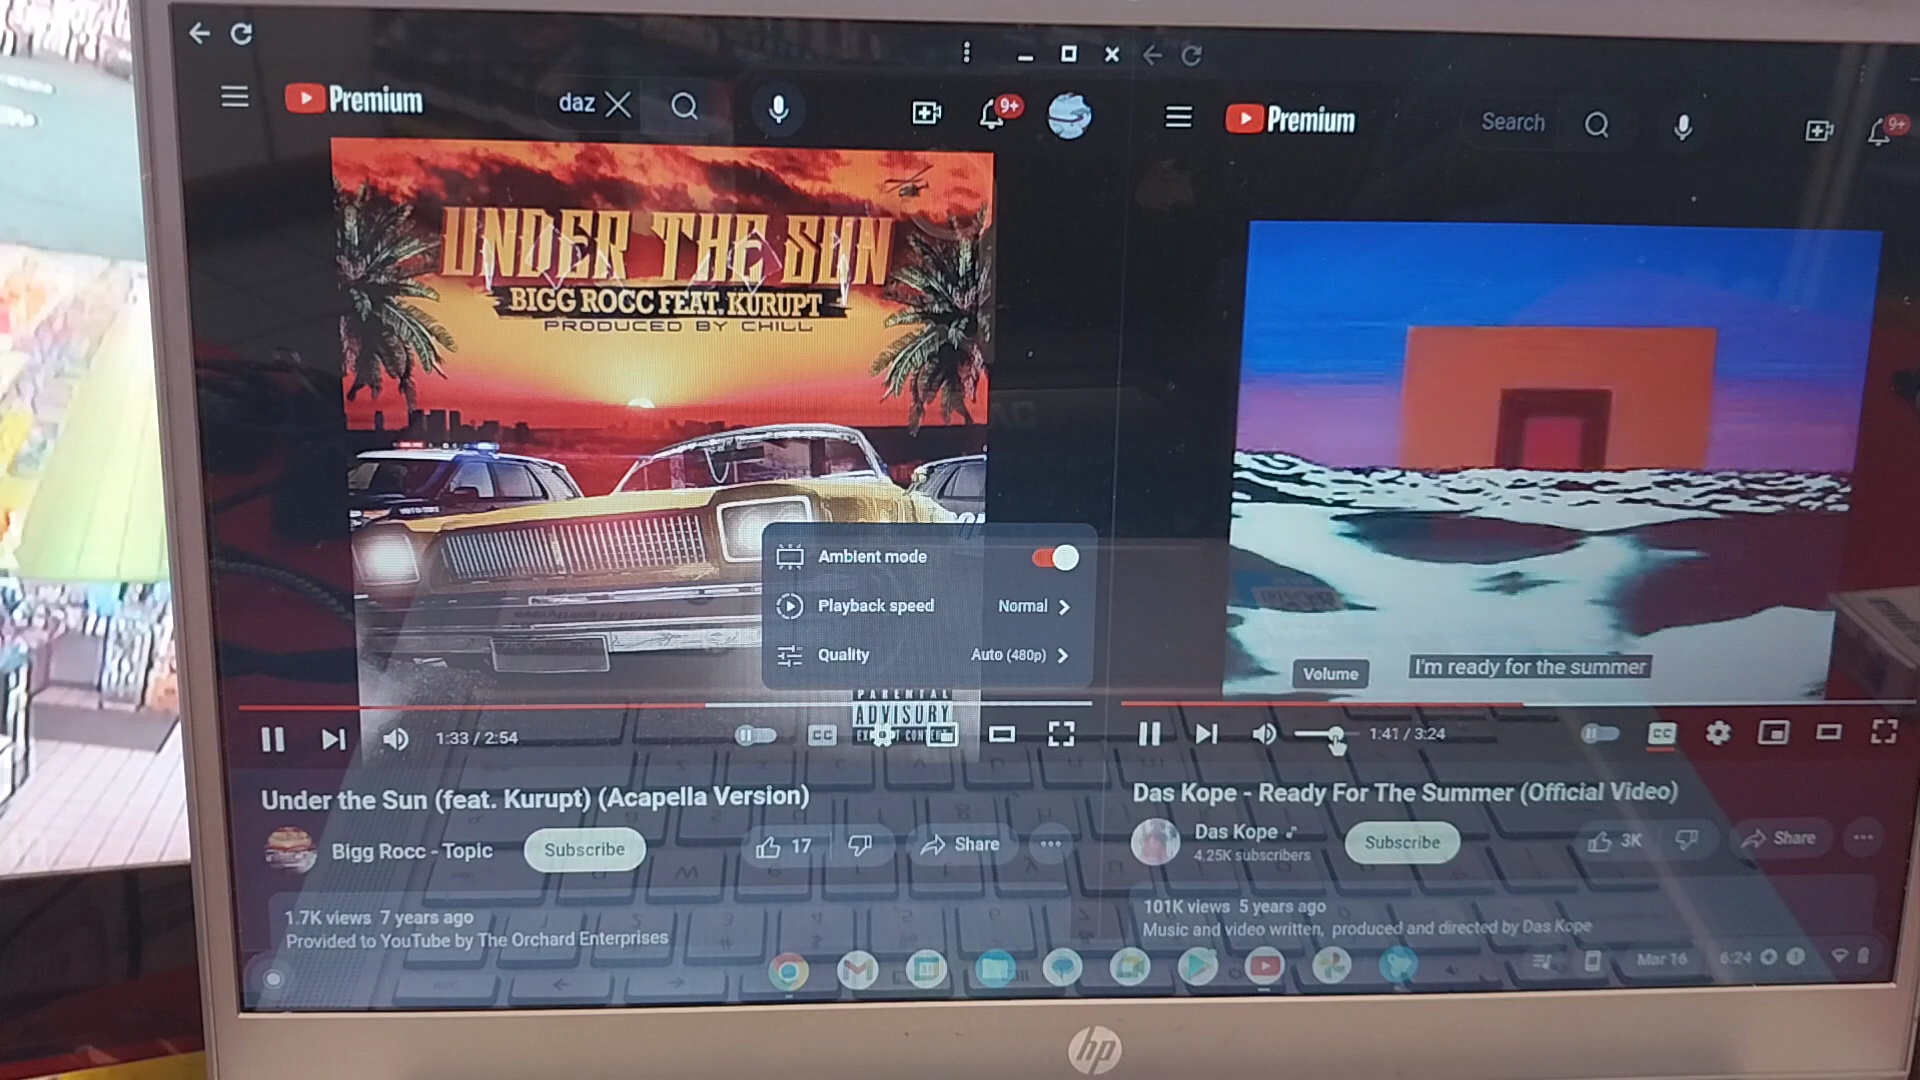 Premium
daz
9+
UNDER THE SUN
BIGG ROCC FEAT. KURUPT
PRODUCED BY CHILL
Ambient mode
Playback speed Normal
Quality Auto (480p)
PARENTAL
ADVISORY
1:33 / 2:54
CC
Under the Sun (feat. Kurupt) (Acapella Version)
Bigg Rocc - Topic
Subscribe
17
Share
1.7K views 7 years ago
Provided to YouTube by The Orchard Enterprises
Premium
Search
9+
I'm ready for the summer
Volume
1:41 / 3:24
CC
Das Kope - Ready For The Summer (Official Video)
Das Kope
4.25K subscribers
Subscribe
3K
Share
101K views 5 years ago
Music and video written, produced and directed by Das Kope
Mar 16
6:24
hp